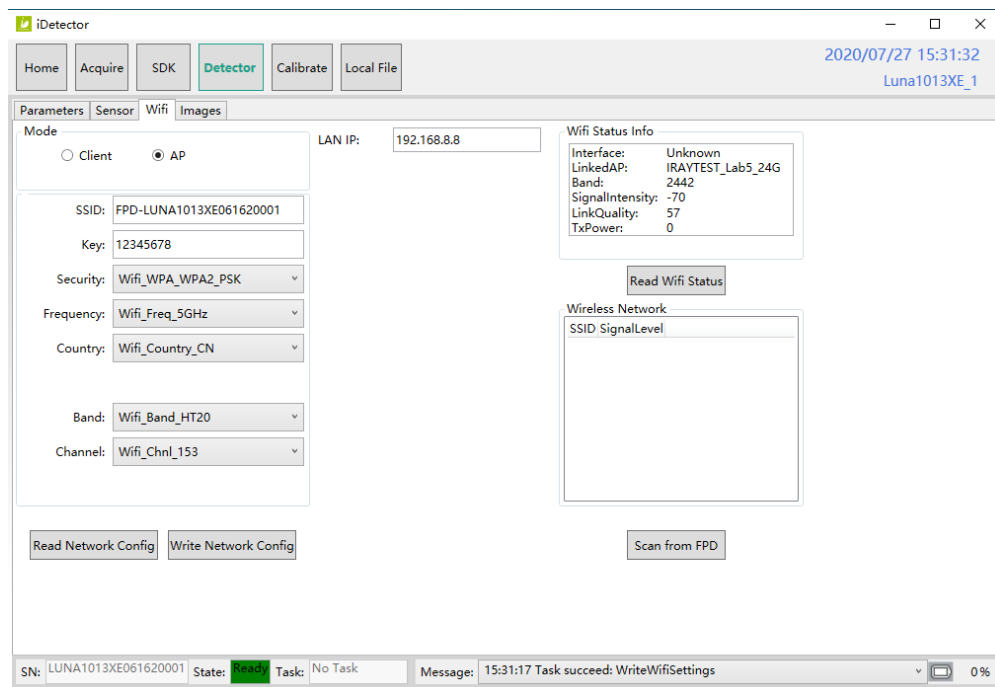 iDetector
Home Acquire SDK Detector Calibrate Local File
2020/07/27 15:31:32
Luna1013XE_1
Parameters Sensor Wifi Images
Mode
Client AP
LAN IP: 192.168.8.8
Wifi Status Info
Interface: Unknown
LinkedAP: IRAYTEST_Lab5_24G
Band: 2442
SignalIntensity: -70
LinkQuality: 57
TxPower: 0
SSID: FPD-LUNA1013XE061620001
Key: 12345678
Security: Wifi_WPA_WPA2_PSK
Frequency: Wifi_Freq_5GHz
Country: Wifi_Country_CN
Band: Wifi_Band_HT20
Channel: Wifi_Chnl_153
Read Wifi Status
Wireless Network
SSID SignalLevel
Read Network Config Write Network Config
Scan from FPD
SN: LUNA1013XE061620001 State: Ready Task: No Task Message: 15:31:17 Task succeed: WriteWifiSettings 0%